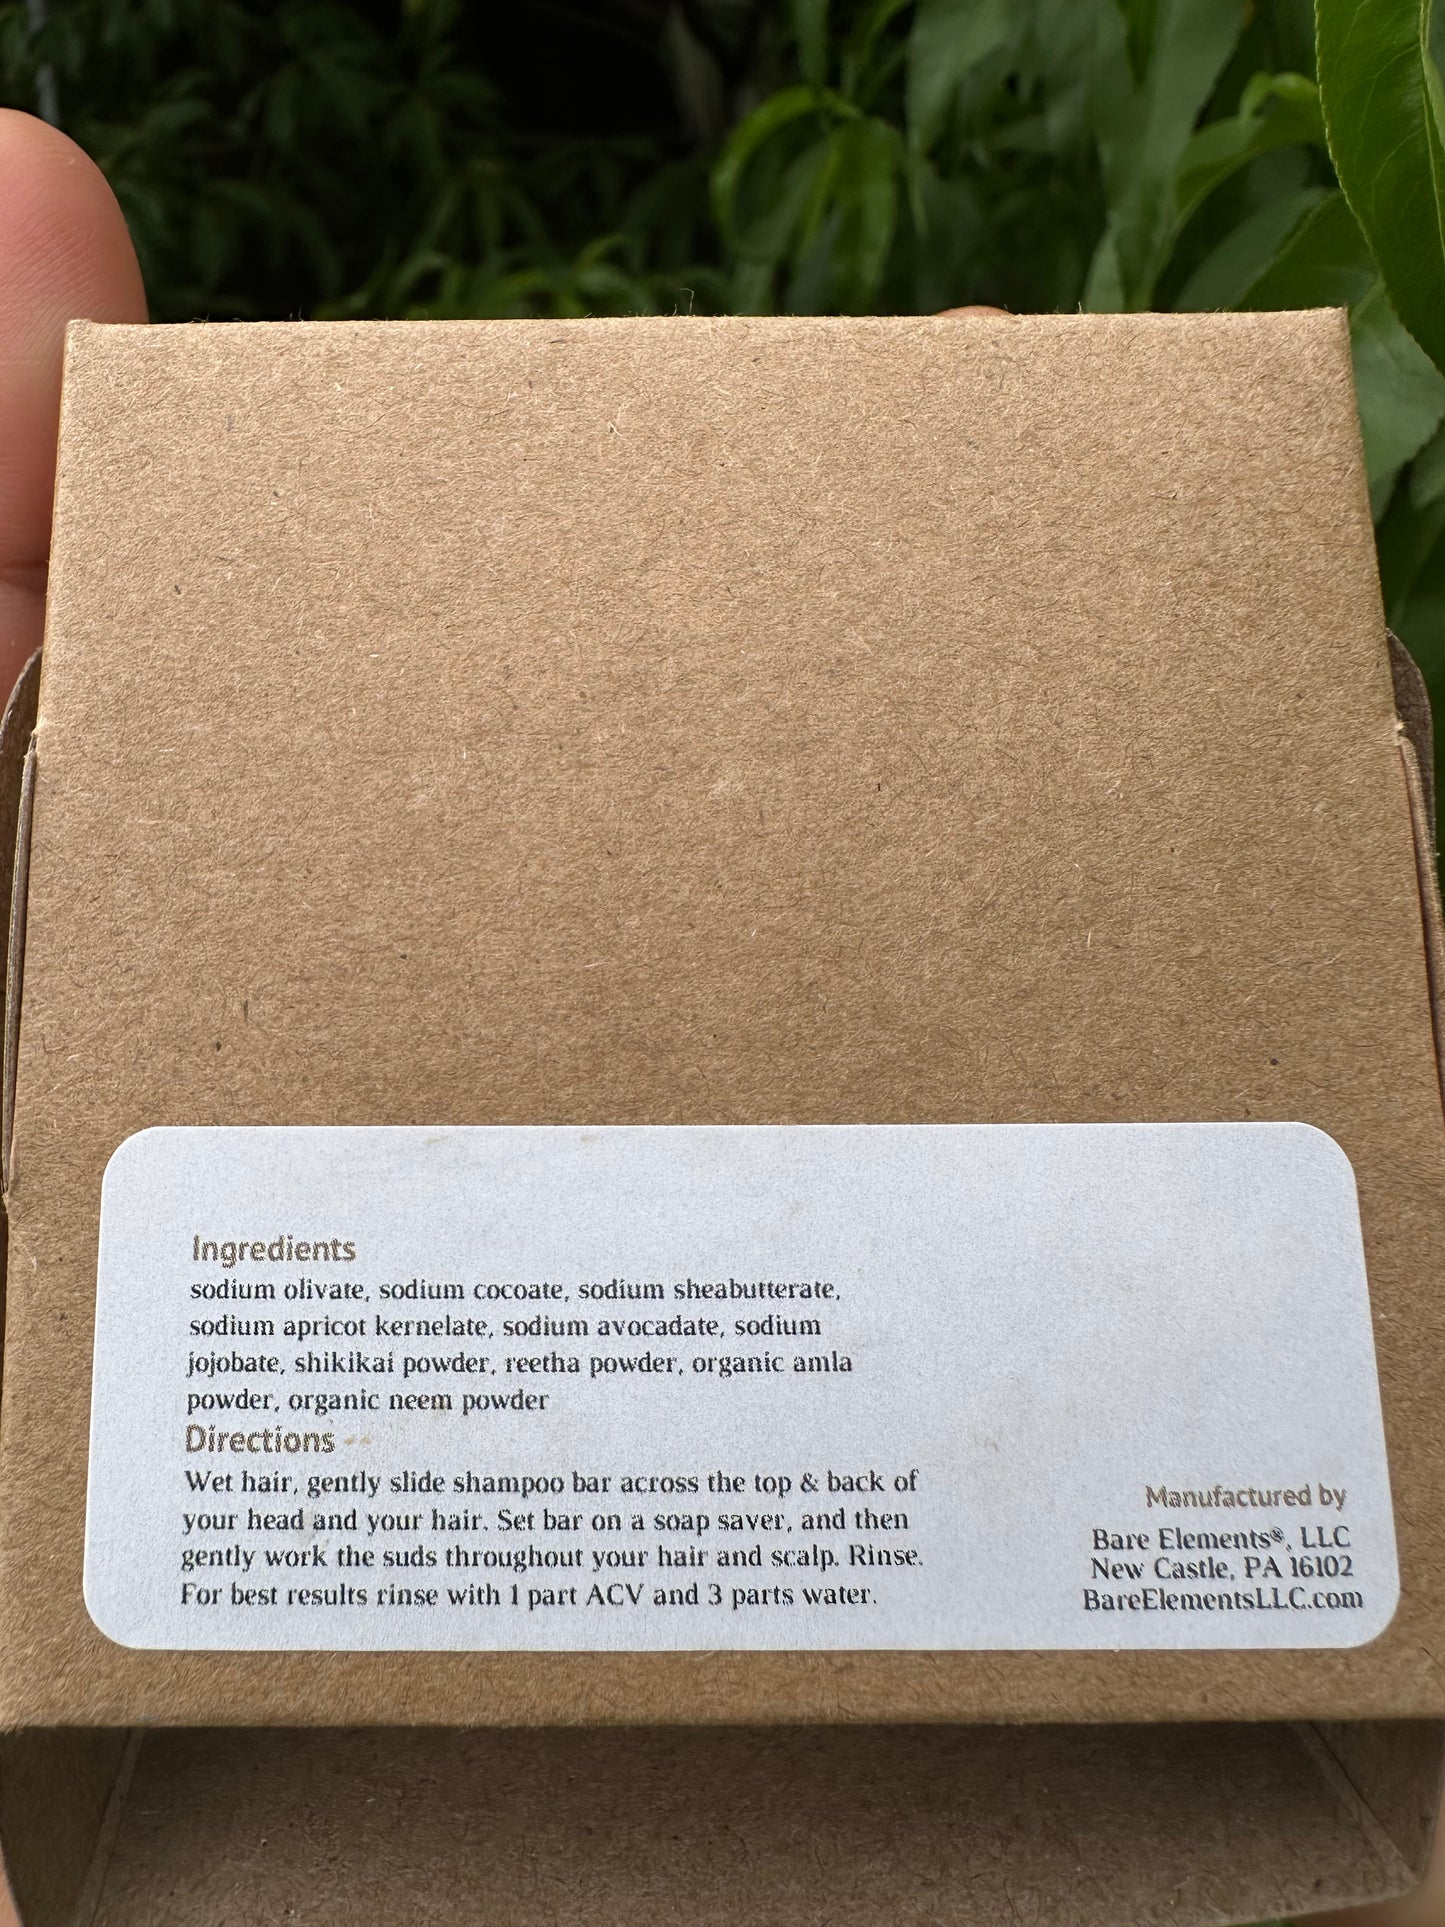 Ingredients
sodium olivate, sodium cocoate, sodium sheabutterate,
sodium apricot kernelate, sodium avocadate, sodium
jojobate, shikikai powder, reetha powder, organic amla
powder, organic neem powder
Directions
Wet hair, gently slide shampoo bar across the top & back of
your head and your hair. Set bar on a soap saver, and then
gently work the suds throughout your hair and scalp. Rinse.
For best results rinse with 1 part ACV and 3 parts water.
Manufactured by
Bare Elements®, LLC
New Castle, PA 16102
BareElementsLLC.com